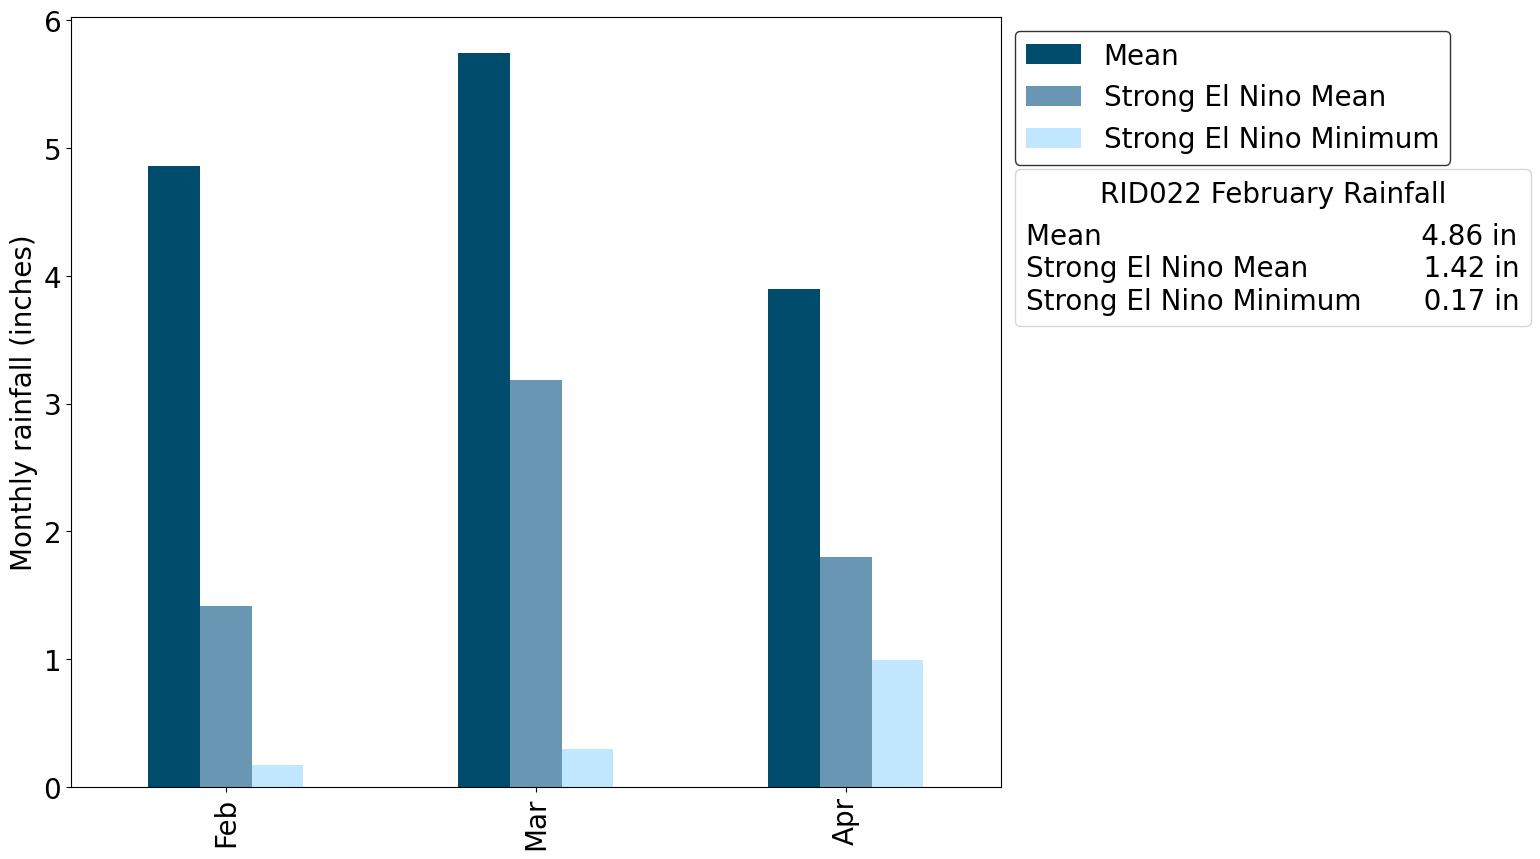 Monthly rainfall (inches)
6
5
4
3
2
1
0
Feb
Mar
Apr
Mean
Strong El Nino Mean
Strong El Nino Minimum
RID022 February Rainfall
Mean 4.86 in
Strong El Nino Mean 1.42 in
Strong El Nino Minimum 0.17 in